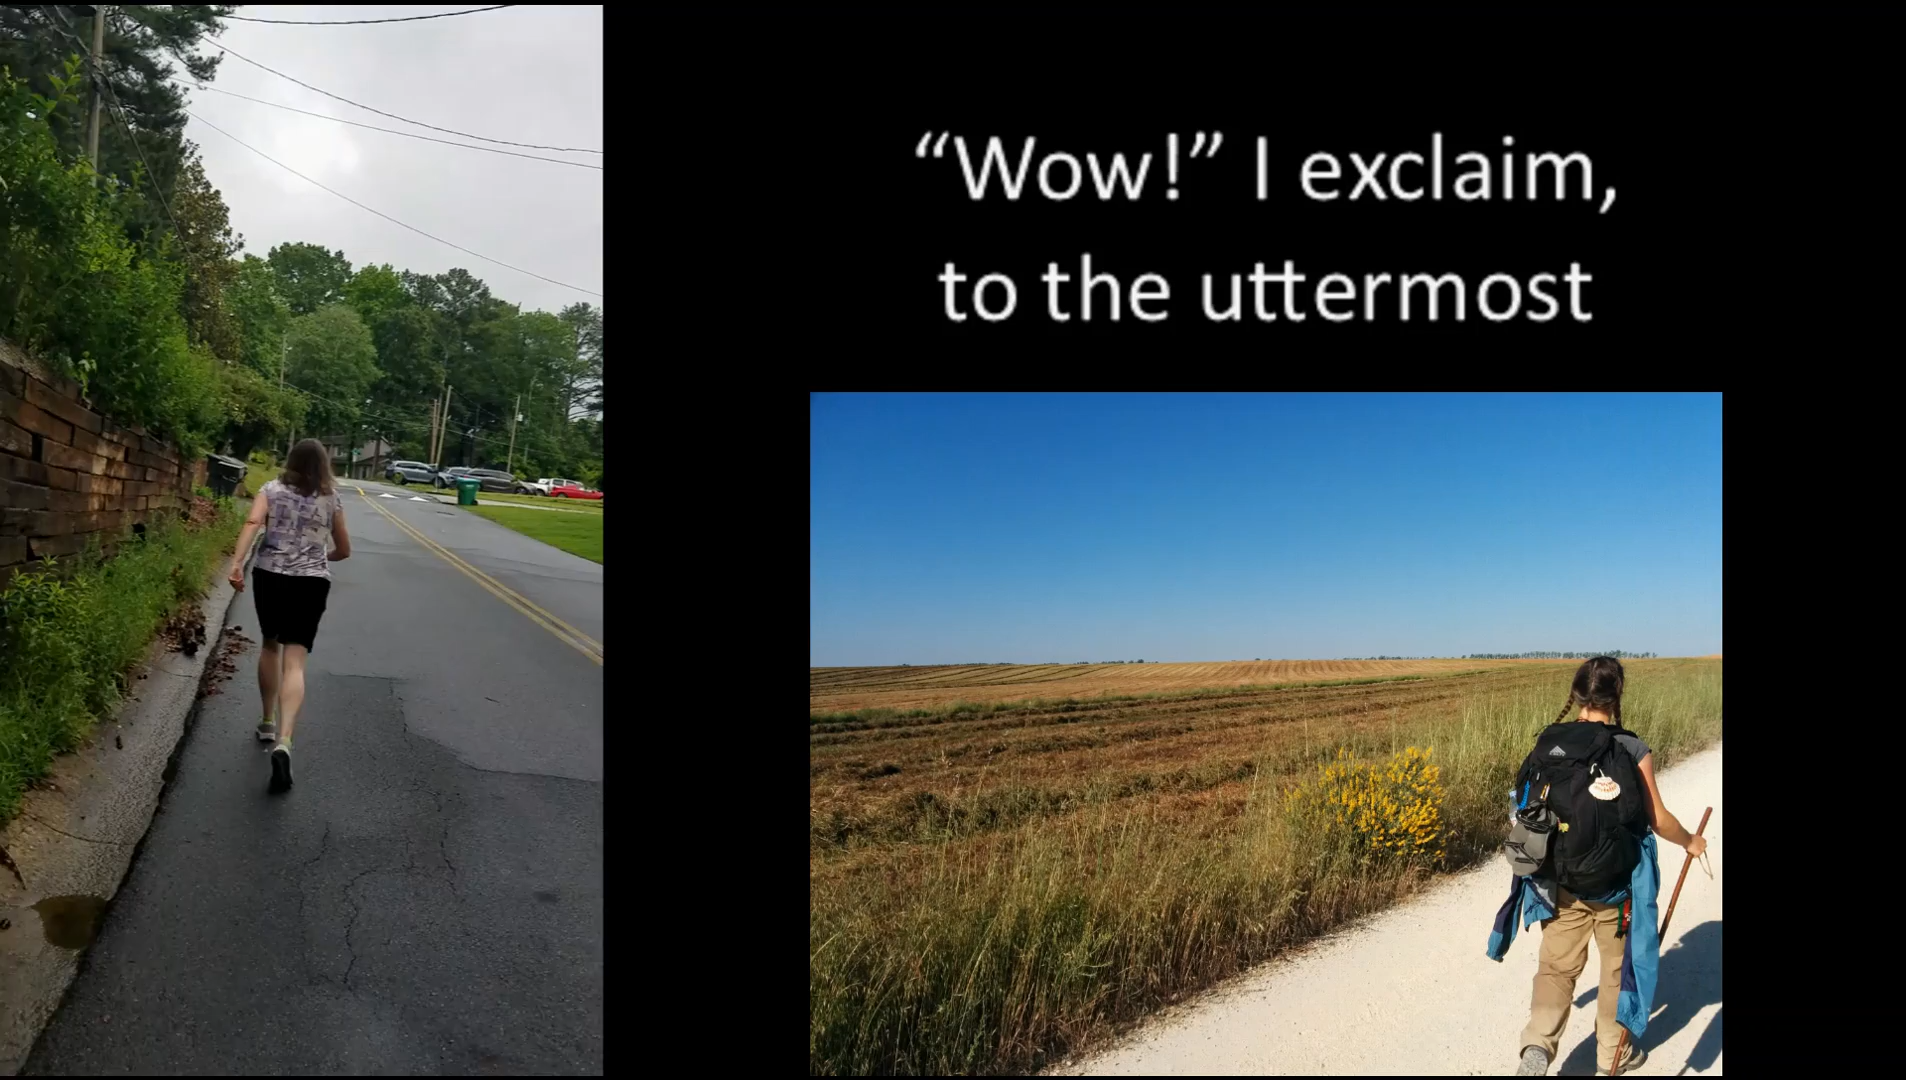 “Wow!” I exclaim,
to the uttermost